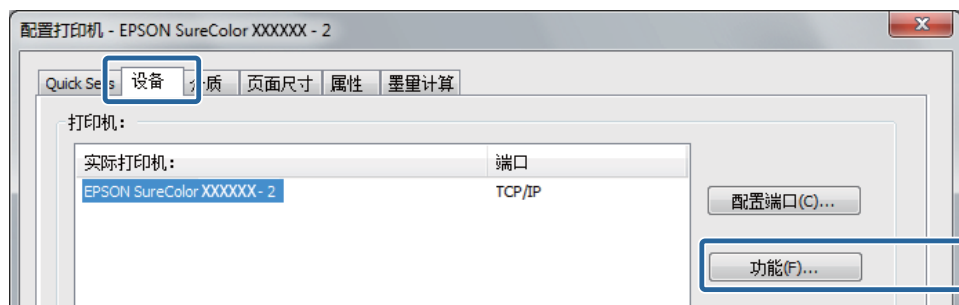 配置打印机 - EPSON SureColor XXXXXX - 2
Quick Sets 设备 介质 页面尺寸 属性 墨量计算
打印机：
实际打印机： 端口
EPSON SureColor XXXXXX - 2 TCP/IP
配置端口(C)...
功能(F)...